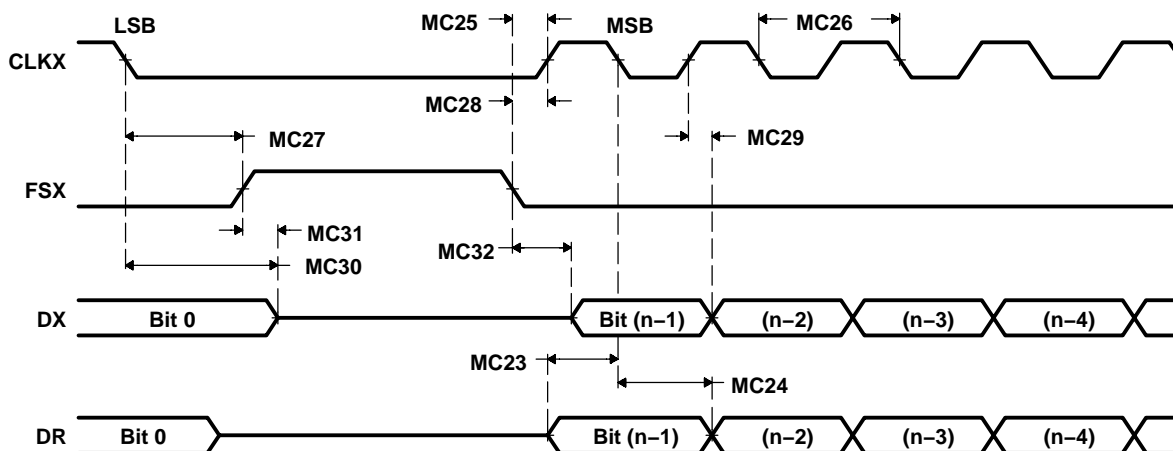 LSB
MC25
MSB
MC26
CLKX
MC28
MC27
MC29
FSX
MC31
MC32
MC30
DX
Bit 0
Bit (n–1)
(n–2)
(n–3)
(n–4)
MC23
MC24
DR
Bit 0
Bit (n–1)
(n–2)
(n–3)
(n–4)